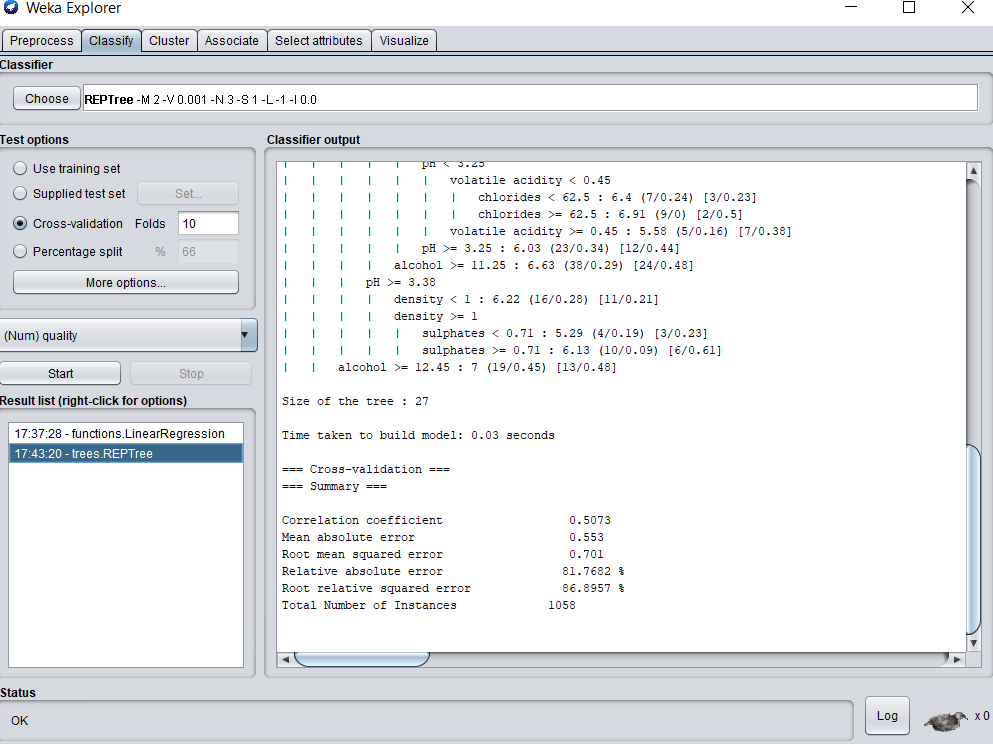 Weka Explorer
Preprocess Classify Cluster Associate Select attributes Visualize
Classifier
Choose REPTree -M 2 -V 0.001 -N 3 -S 1 -L -1 -I 0.0
Test options
Use training set
Supplied test set Set...
Cross-validation Folds 10
Percentage split % 66
More options...
(Num) quality
Start Stop
Result list (right-click for options)
17:37:28 - functions.LinearRegression
17:43:20 - trees.REPTree
Classifier output
| | | | | pH < 3.25
| | | | | | volatile acidity < 0.45
| | | | | | | chlorides < 62.5 : 6.4 (7/0.24) [3/0.23]
| | | | | | | chlorides >= 62.5 : 6.91 (9/0) [2/0.5]
| | | | | | volatile acidity >= 0.45 : 5.58 (5/0.16) [7/0.38]
| | | | | pH >= 3.25 : 6.03 (23/0.34) [12/0.44]
| | | | alcohol >= 11.25 : 6.63 (38/0.29) [24/0.48]
| | | pH >= 3.38
| | | | density < 1 : 6.22 (16/0.28) [11/0.21]
| | | | density >= 1
| | | | | sulphates < 0.71 : 5.29 (4/0.19) [3/0.23]
| | | | | sulphates >= 0.71 : 6.13 (10/0.09) [6/0.61]
| | alcohol >= 12.45 : 7 (19/0.45) [13/0.48]
Size of the tree : 27
Time taken to build model: 0.03 seconds
=== Cross-validation ===
=== Summary ===
Correlation coefficient 0.5073
Mean absolute error 0.553
Root mean squared error 0.701
Relative absolute error 81.7682 %
Root relative squared error 86.8957 %
Total Number of Instances 1058
Status
OK
Log x 0